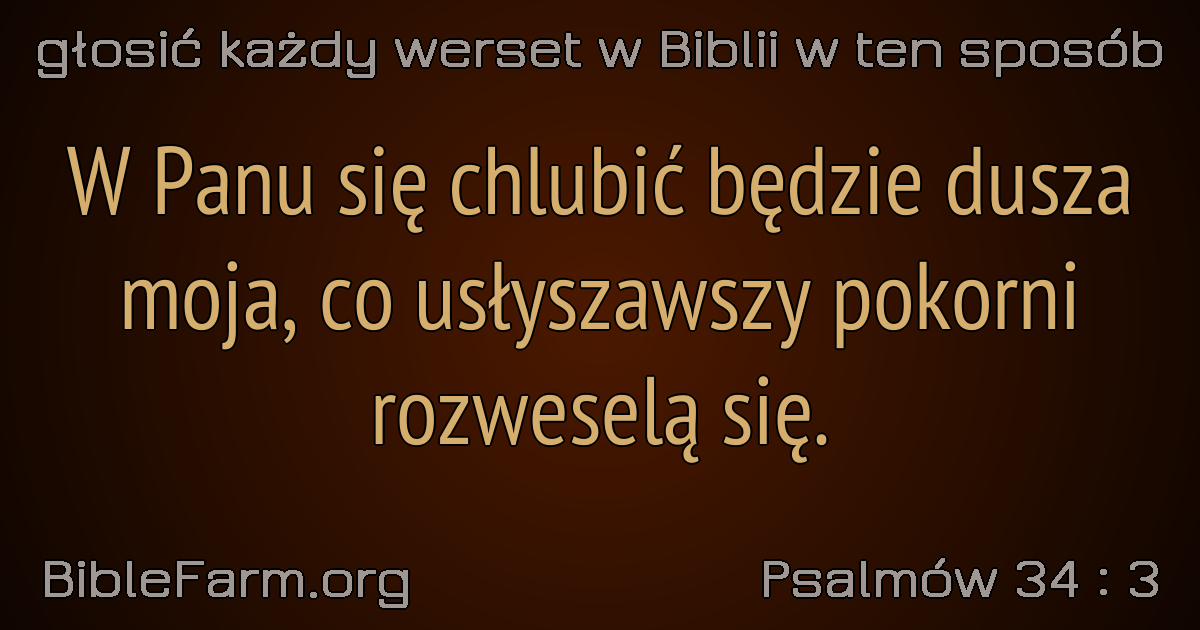 głosić każdy werset w Biblii w ten sposób
W Panu się chlubić będzie dusza
moja, co usłyszawszy pokorni
rozweselą się.
BibleFarm.org
Psalmów 34 : 3